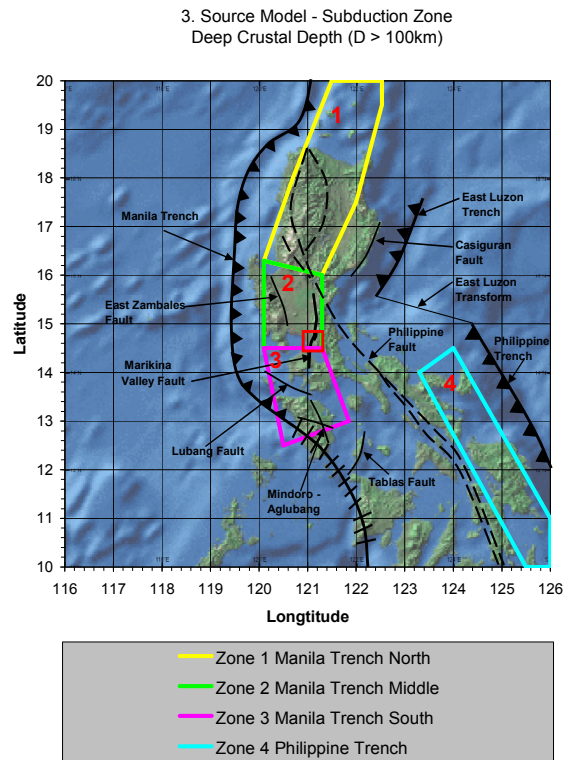 3. Source Model - Subduction Zone
Deep Crustal Depth (D > 100km)
20
19
18
17
16
15
14
13
12
11
10
Latitude
1
2
3
4
Manila Trench
East Luzon
Trench
Casiguran
Fault
East Luzon
Transform
East Zambales
Fault
Philippine
Fault
Philippine
Trench
Marikina
Valley Fault
Lubang Fault
Mindoro -
Aglubang
Tablas Fault
116 117 118 119 120 121 122 123 124 125 126
Longtitude
Zone 1 Manila Trench North
Zone 2 Manila Trench Middle
Zone 3 Manila Trench South
Zone 4 Philippine Trench